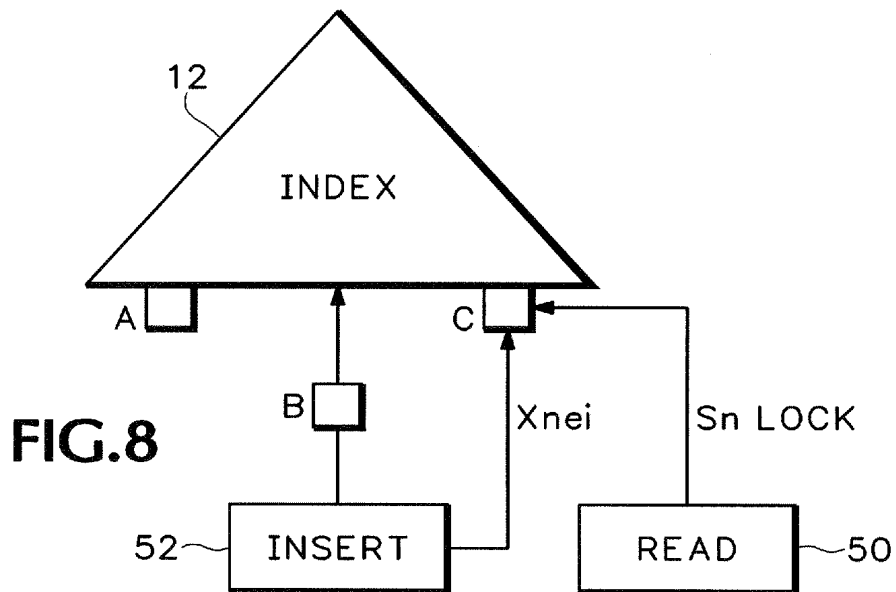 12
INDEX
A
C
B
Xnei
Sn LOCK
FIG.8
52
INSERT
READ
50